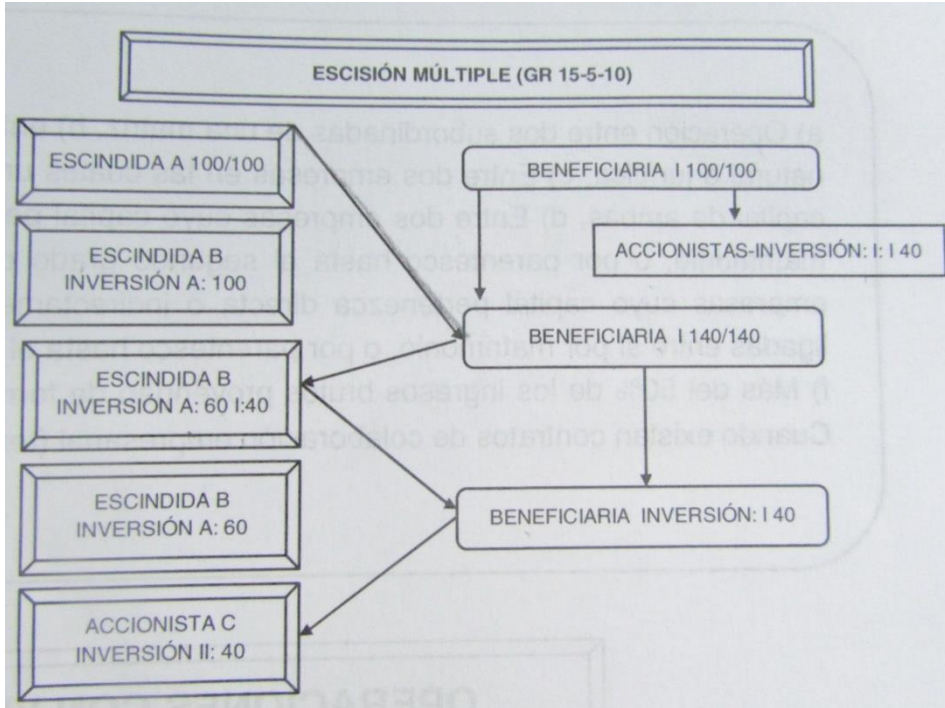 ESCISIÓN MÚLTIPLE (GR 15-5-10)
ESCINDIDA A 100/100
ESCINDIDA B
INVERSIÓN A: 100
ESCINDIDA B
INVERSIÓN A: 60 I:40
ESCINDIDA B
INVERSIÓN A: 60
ACCIONISTA C
INVERSIÓN II: 40
BENEFICIARIA I 100/100
ACCIONISTAS-INVERSIÓN: I: I 40
BENEFICIARIA I 140/140
BENEFICIARIA INVERSIÓN: I 40